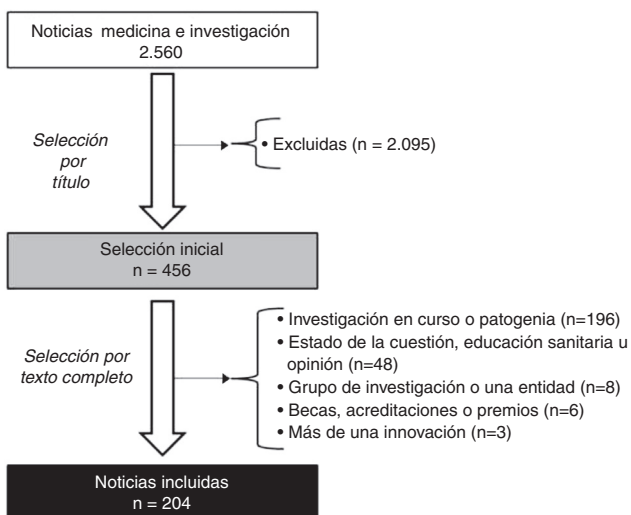 Noticias medicina e investigación
2.560
Selección
por
título
• Excluidas (n = 2.095)
Selección inicial
n = 456
Selección por
texto completo
• Investigación en curso o patogenia (n=196)
• Estado de la cuestión, educación sanitaria u
opinión (n=48)
• Grupo de investigación o una entidad (n=8)
• Becas, acreditaciones o premios (n=6)
• Más de una innovación (n=3)
Noticias incluidas
n = 204